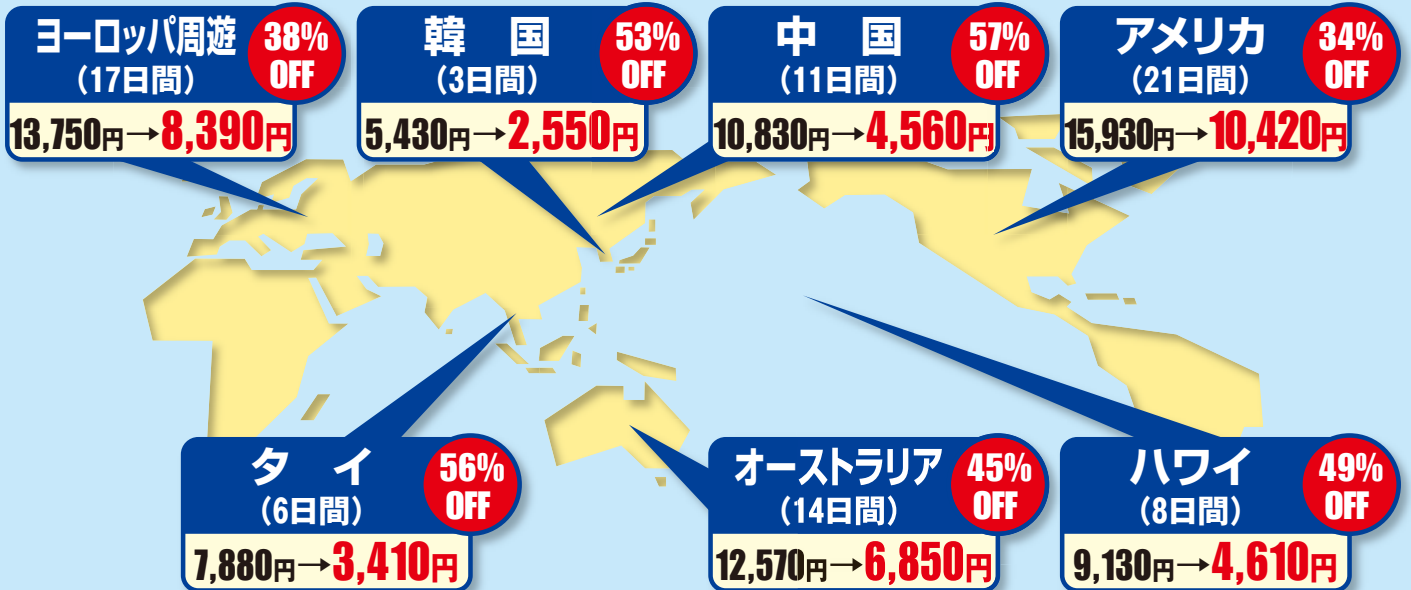 ヨーロッパ周遊
(17日間)
38%
OFF
13,750円→8,390円
韓 国
(3日間)
53%
OFF
5,430円→2,550円
中 国
(11日間)
57%
OFF
10,830円→4,560円
アメリカ
(21日間)
34%
OFF
15,930円→10,420円
タ イ
(6日間)
56%
OFF
7,880円→3,410円
オーストラリア
(14日間)
45%
OFF
12,570円→6,850円
ハワイ
(8日間)
49%
OFF
9,130円→4,610円